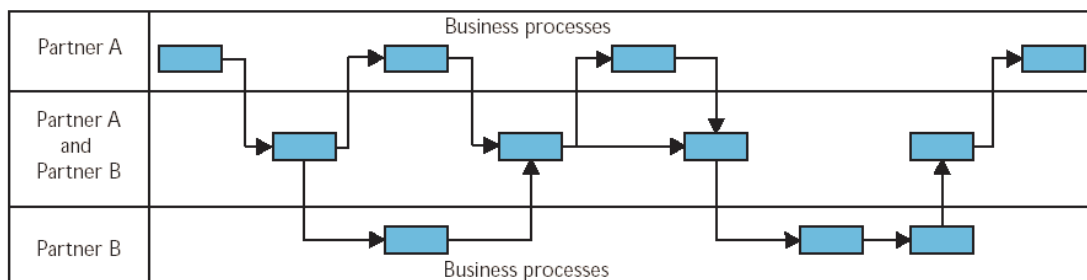 Business processes
Partner A
Partner A
and
Partner B
Partner B
Business processes